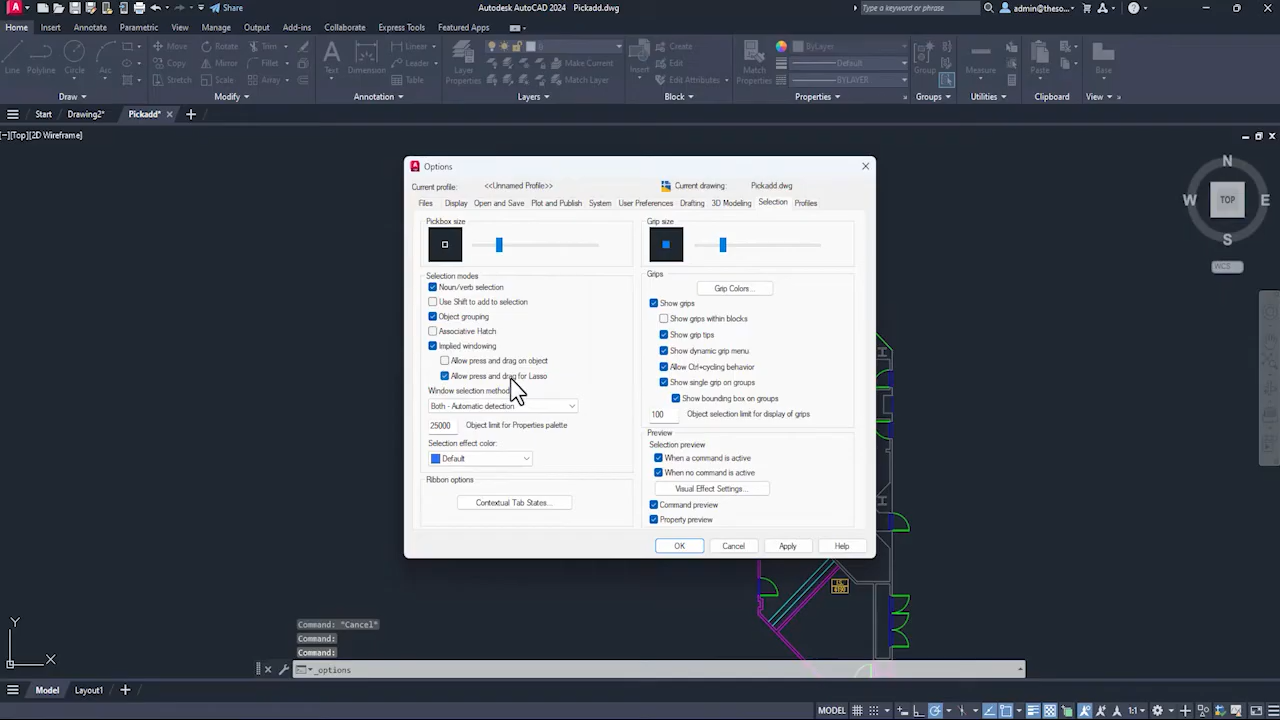 Share
Autodesk AutoCAD 2024 Pickadd.dwg
Type a keyword or phrase
admin@theso...
Home Insert Annotate Parametric View Manage Output Add-ins Collaborate Express Tools Featured Apps
Line Polyline Circle Arc
Move Rotate Trim
Copy Mirror Fillet
Stretch Scale Array
Text Dimension
Linear
Leader
Table
Layer Properties
0
Make Current
Match Layer
Insert
Create
Edit
Edit Attributes
Match Properties
ByLayer
Default
BYLAYER
Group
Measure
Paste
Base
Draw Modify Annotation Layers Block Properties Groups Utilities Clipboard View
Start Drawing2* Pickadd*
[−][Top][2D Wireframe]
N
W TOP E
S
WCS
Options
Current profile: <<Unnamed Profile>> Current drawing: Pickadd.dwg
Files Display Open and Save Plot and Publish System User Preferences Drafting 3D Modeling Selection Profiles
Pickbox size
Selection modes
Noun/verb selection
Use Shift to add to selection
Object grouping
Associative Hatch
Implied windowing
Allow press and drag on object
Allow press and drag for Lasso
Window selection method
Both - Automatic detection
25000 Object limit for Properties palette
Selection effect color:
Default
Ribbon options
Contextual Tab States...
Grip size
Grips
Grip Colors...
Show grips
Show grips within blocks
Show grip tips
Show dynamic grip menu
Allow Ctrl+cycling behavior
Show single grip on groups
Show bounding box on groups
100 Object selection limit for display of grips
Preview
Selection preview
When a command is active
When no command is active
Visual Effect Settings...
Command preview
Property preview
OK Cancel Apply Help
Y
X
Command: "Cancel"
Command:
Command:
_options
Model Layout1
MODEL 1:1